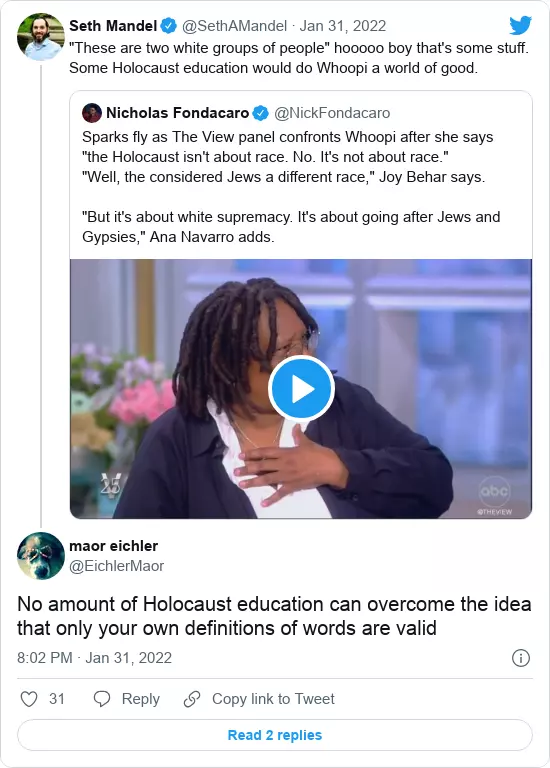 Seth Mandel @SethAMandel · Jan 31, 2022
"These are two white groups of people" hooooo boy that's some stuff.
Some Holocaust education would do Whoopi a world of good.
Nicholas Fondacaro @NickFondacaro
Sparks fly as The View panel confronts Whoopi after she says
"the Holocaust isn't about race. No. It's not about race."
"Well, the considered Jews a different race," Joy Behar says.
"But it's about white supremacy. It's about going after Jews and
Gypsies," Ana Navarro adds.
25
abc
@THEVIEW
maor eichler
@EichlerMaor
No amount of Holocaust education can overcome the idea
that only your own definitions of words are valid
8:02 PM · Jan 31, 2022
31 Reply Copy link to Tweet
Read 2 replies